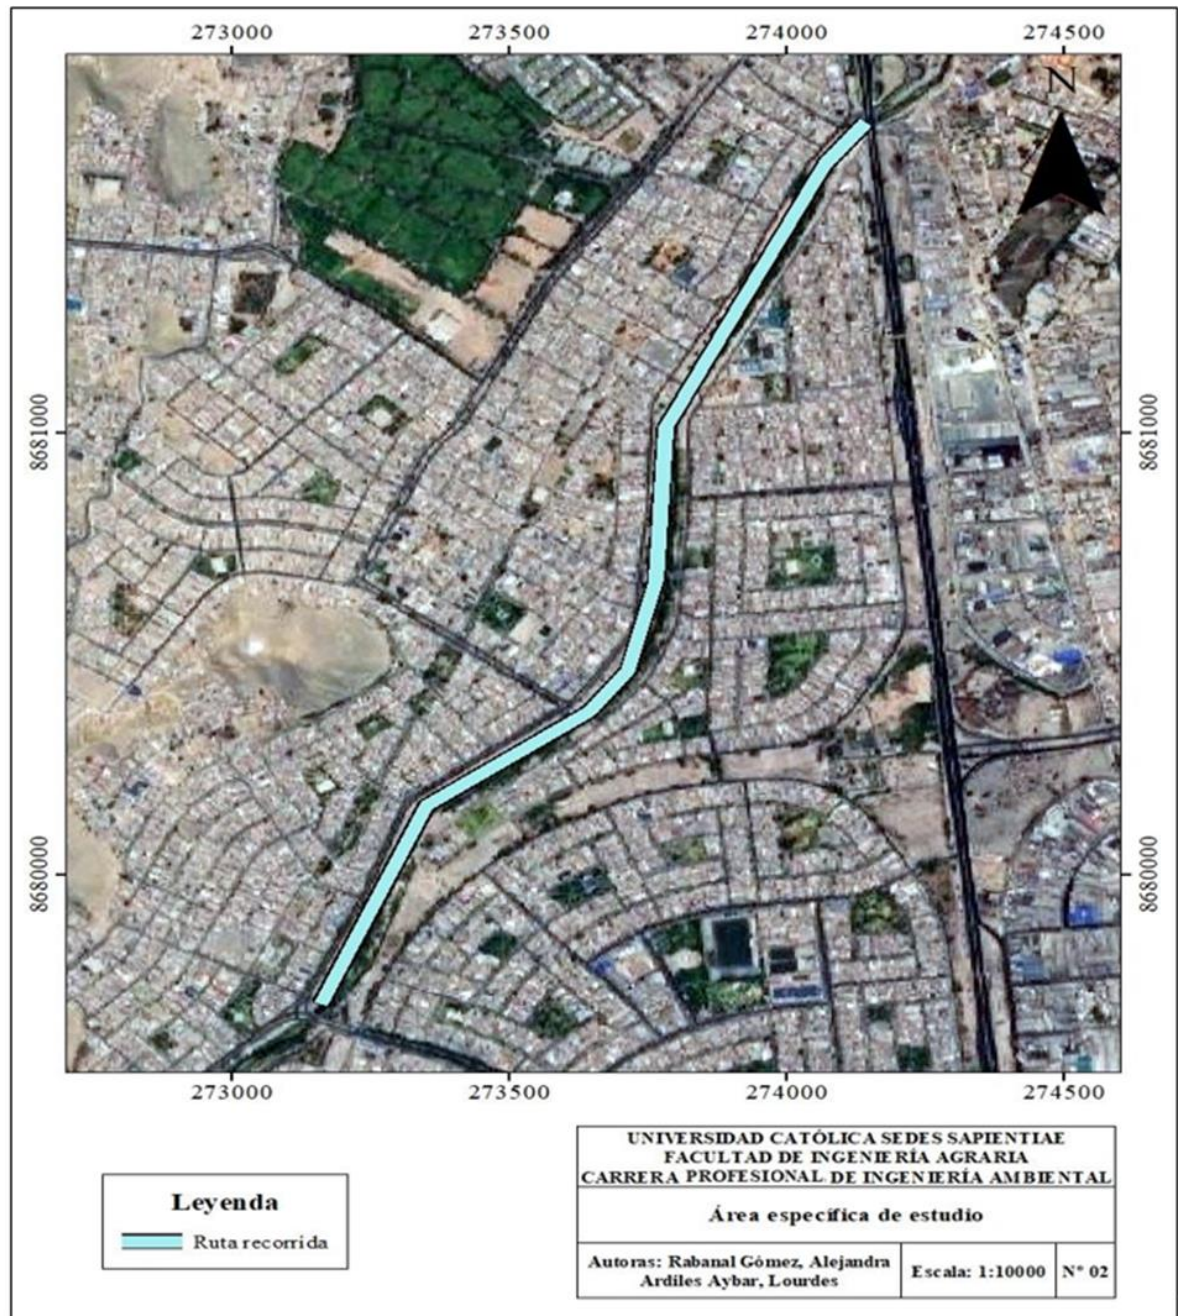 273000 273500 274000 274500
N
8681000 8681000
8680000 8680000
273000 273500 274000 274500
Leyenda
Ruta recorrida
UNIVERSIDAD CATÓLICA SEDES SAPIENTIAE
FACULTAD DE INGENIERÍA AGRARIA
CARRERA PROFESIONAL DE INGENIERÍA AMBIENTAL
Área específica de estudio
Autoras: Rabanal Gómez, Alejandra
Ardiles Aybar, Lourdes
Escala: 1:10000
N° 02